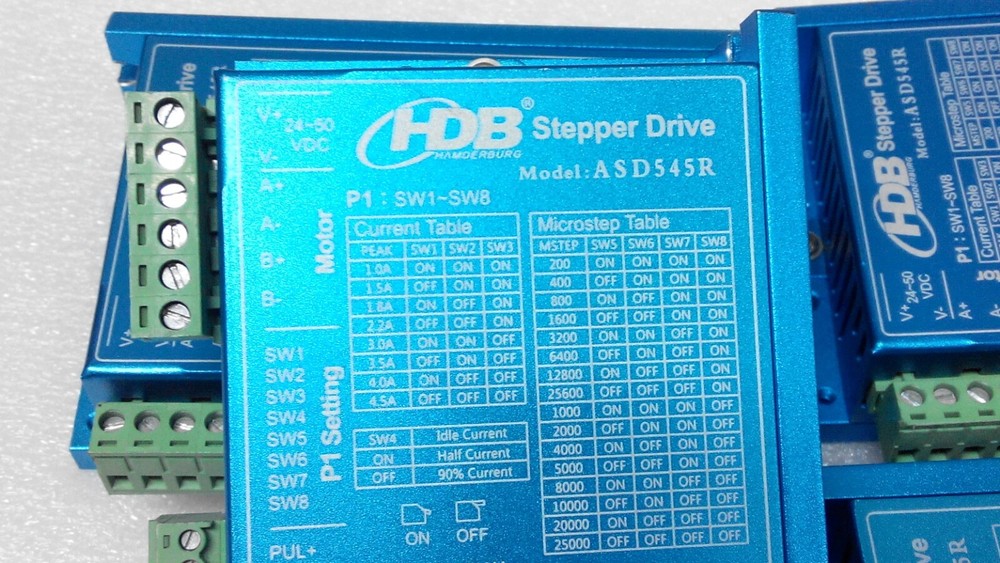 HDB® Stepper Drive
HAMDERBURG
Model: ASD545R
V+
24-50
VDC
V-
A+
A-
B+
B-
Motor
SW1
SW2
SW3
SW4
SW5
SW6
SW7
SW8
P1 Setting
PUL+
P1: SW1~SW8
Current Table
PEAK SW1 SW2 SW3
1.0A ON ON ON
1.5A OFF ON ON
1.8A ON OFF ON
2.2A OFF OFF ON
3.0A ON ON OFF
3.5A OFF ON OFF
4.0A ON OFF OFF
4.5A OFF OFF OFF
SW4 Idle Current
ON Half Current
OFF 90% Current
ON OFF
Microstep Table
MSTEP SW5 SW6 SW7 SW8
200 ON ON ON ON
400 OFF ON ON ON
800 ON OFF ON ON
1600 OFF OFF ON ON
3200 ON ON OFF ON
6400 OFF ON OFF ON
12800 ON OFF OFF ON
25600 OFF OFF OFF ON
1000 ON ON ON OFF
2000 OFF ON ON OFF
4000 ON OFF ON OFF
5000 OFF OFF ON OFF
8000 ON ON OFF OFF
10000 OFF ON OFF OFF
20000 ON OFF OFF OFF
25000 OFF OFF OFF OFF
HDB® Stepper Drive
Model: ASD545R
P1: SW1~SW8
Current Table
Microstep Table
V+
24-50
VDC
V-
A+
A-